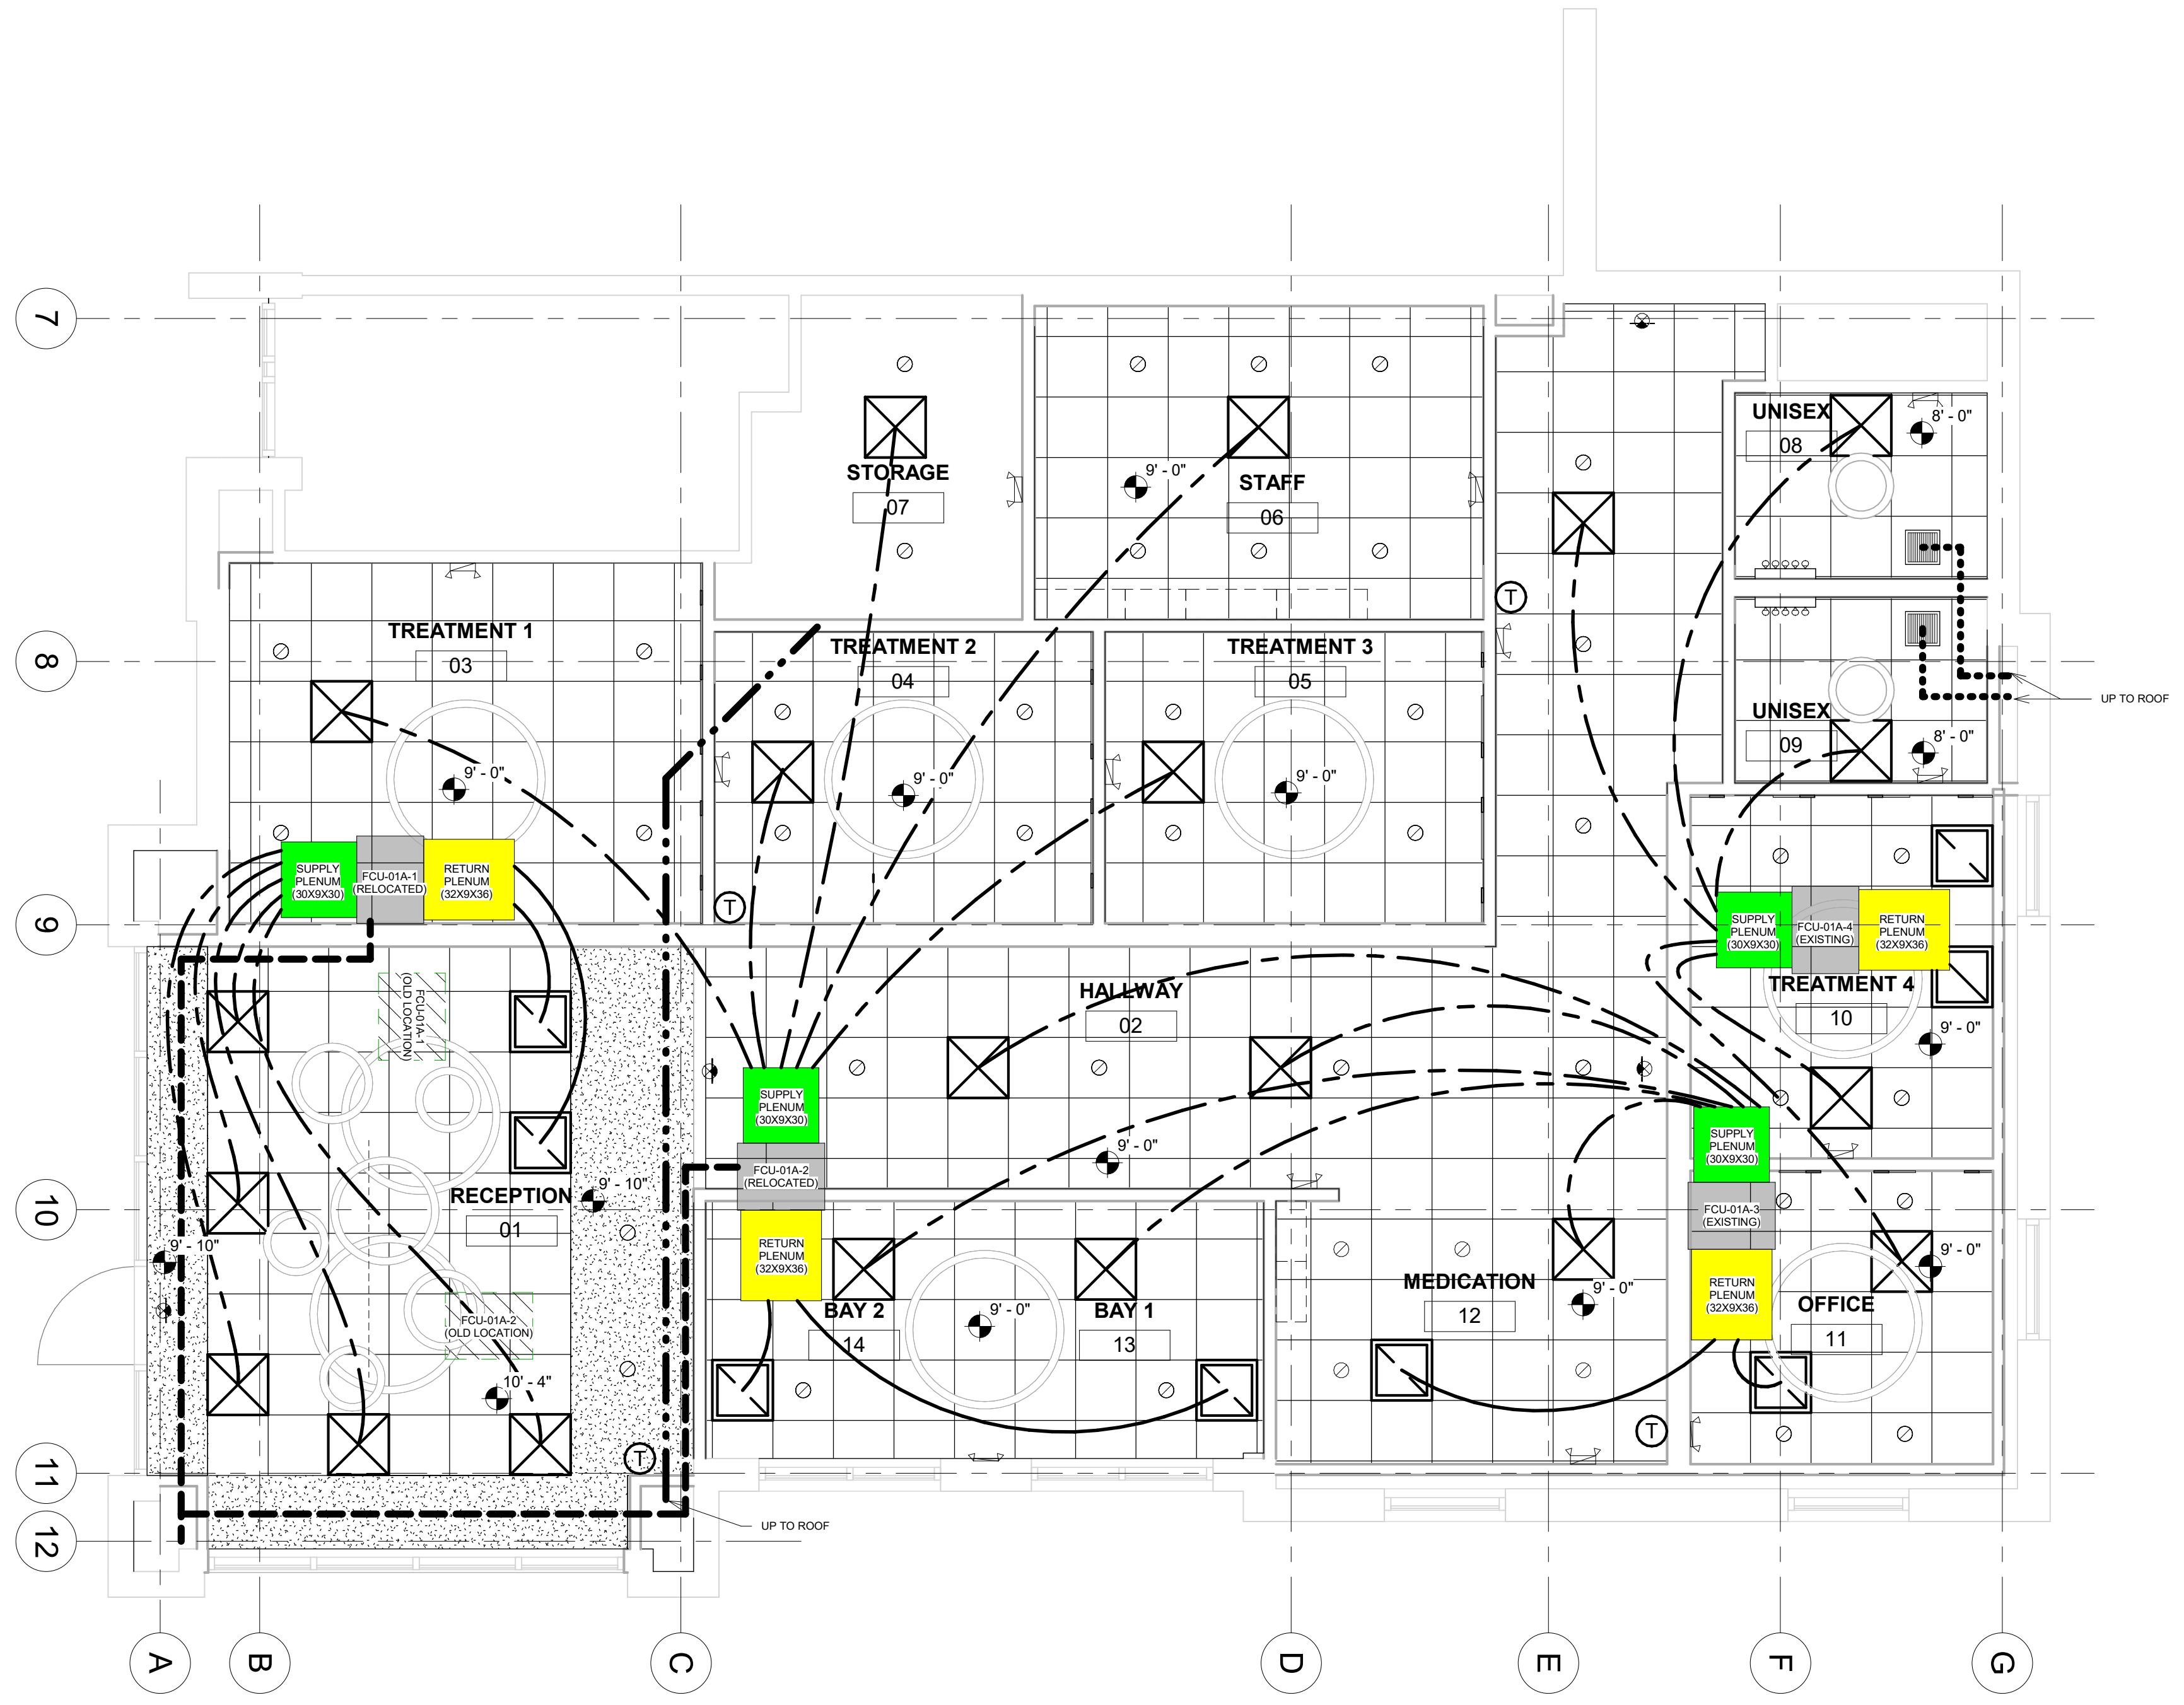 7
8
9
10
11
12
A
B
C
D
E
F
G
STORAGE
07
9' - 0"
STAFF
06
UNISEX
08
8' - 0"
UNISEX
09
8' - 0"
UP TO ROOF
T
TREATMENT 1
03
9' - 0"
TREATMENT 2
04
9' - 0"
TREATMENT 3
05
9' - 0"
T
SUPPLY
PLENUM
(30X9X30)
FCU-01A-1
(RELOCATED)
RETURN
PLENUM
(32X9X36)
SUPPLY
PLENUM
(30X9X30)
FCU-01A-4
(EXISTING)
RETURN
PLENUM
(32X9X36)
TREATMENT 4
10
9' - 0"
FCU-01A-1
(OLD LOCATION)
HALLWAY
02
9' - 0"
SUPPLY
PLENUM
(30X9X30)
FCU-01A-2
(RELOCATED)
RETURN
PLENUM
(32X9X36)
RECEPTION
01
9' - 10"
9' - 10"
FCU-01A-2
(OLD LOCATION)
10' - 4"
T
BAY 2
14
9' - 0"
BAY 1
13
MEDICATION
12
9' - 0"
T
SUPPLY
PLENUM
(30X9X30)
FCU-01A-3
(EXISTING)
RETURN
PLENUM
(32X9X36)
OFFICE
11
9' - 0"
UP TO ROOF